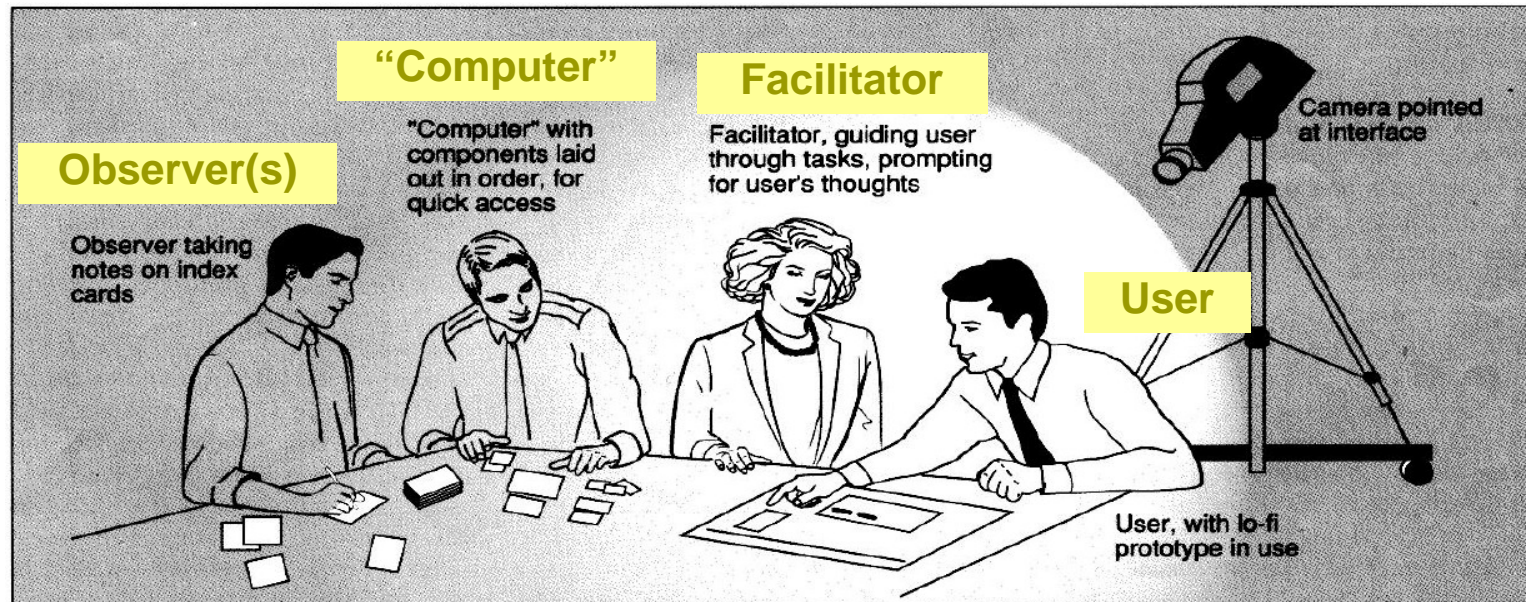 Observer(s)
Observer taking
notes on index
cards
“Computer”
"Computer" with
components laid
out in order, for
quick access
Facilitator
Facilitator, guiding user
through tasks, prompting
for user's thoughts
Camera pointed
at interface
User
User, with lo-fi
prototype in use